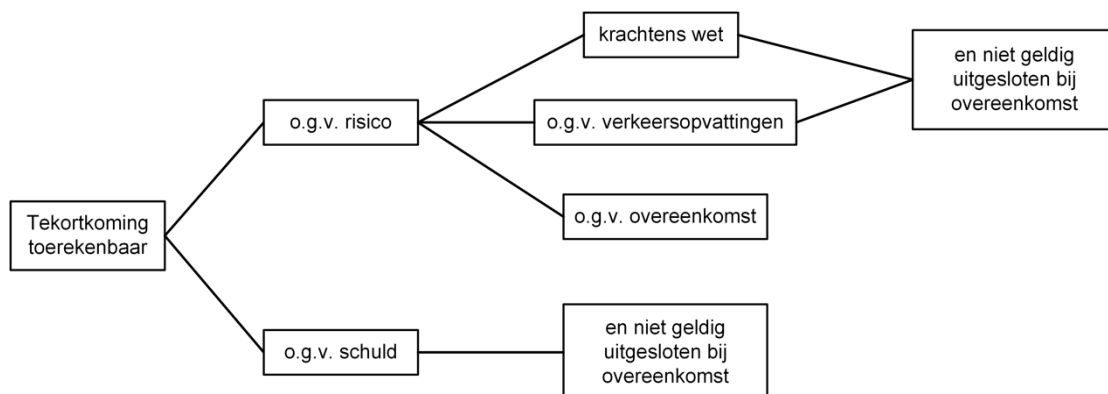 krachtens wet
en niet geldig
uitgesloten bij
overeenkomst
o.g.v. risico
o.g.v. verkeersopvattingen
o.g.v. overeenkomst
Tekortkoming
toerekenbaar
o.g.v. schuld
en niet geldig
uitgesloten bij
overeenkomst